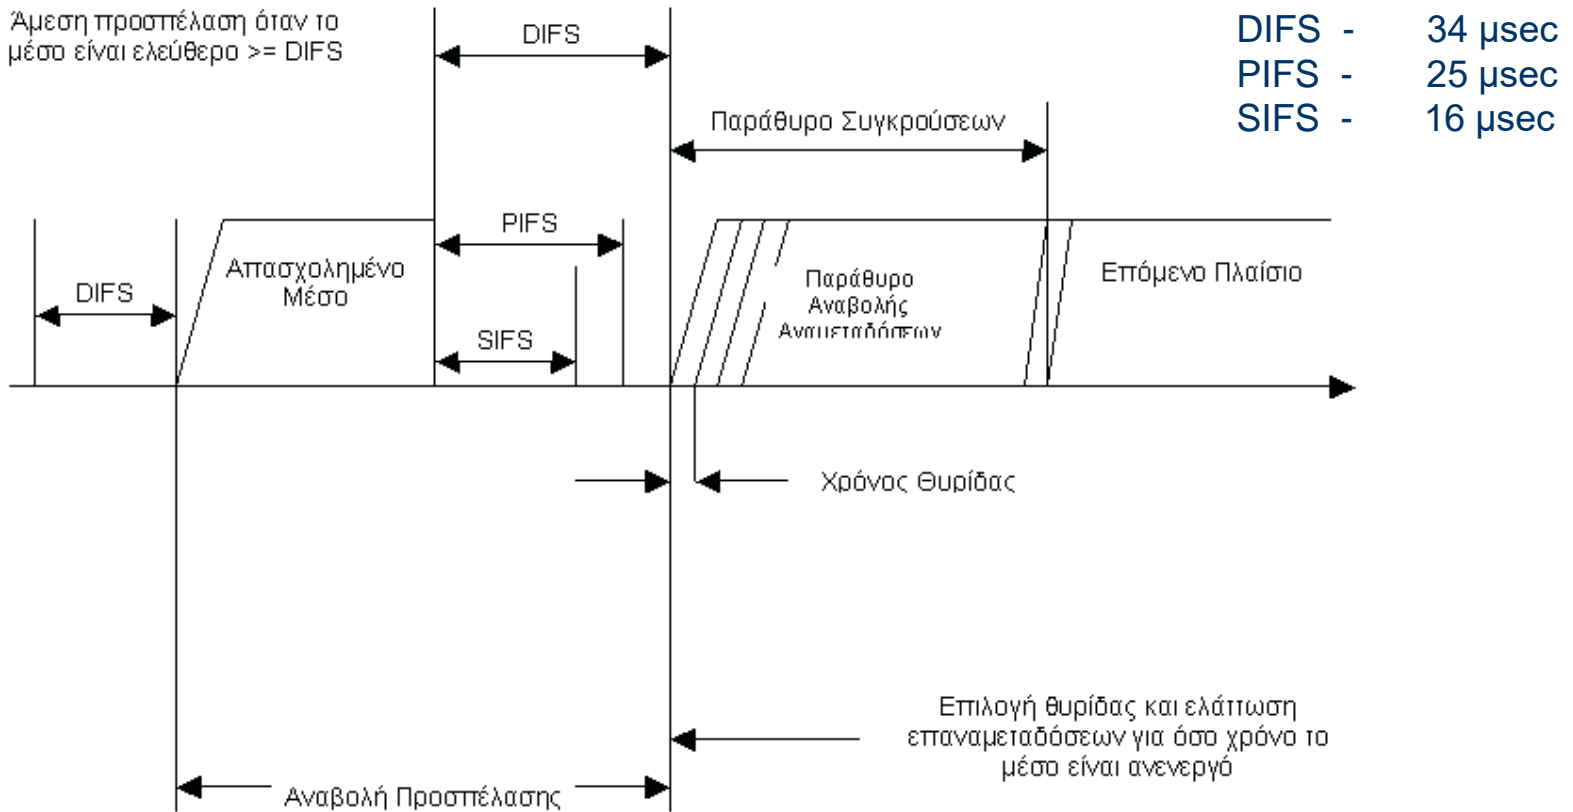 Άμεση προσπέλαση όταν το
μέσο είναι ελεύθερο >= DIFS
DIFS
DIFS - 34 μsec
PIFS - 25 μsec
SIFS - 16 μsec
Παράθυρο Συγκρούσεων
PIFS
Απασχολημένο
Μέσο
DIFS
SIFS
Παράθυρο
Αναβολής
Αναμεταδόσεων
Επόμενο Πλαίσιο
Χρόνος Θυρίδας
Επιλογή θυρίδας και ελάττωση
επαναμεταδόσεων για όσο χρόνο το
μέσο είναι ανενεργό
Αναβολή Προσπέλασης